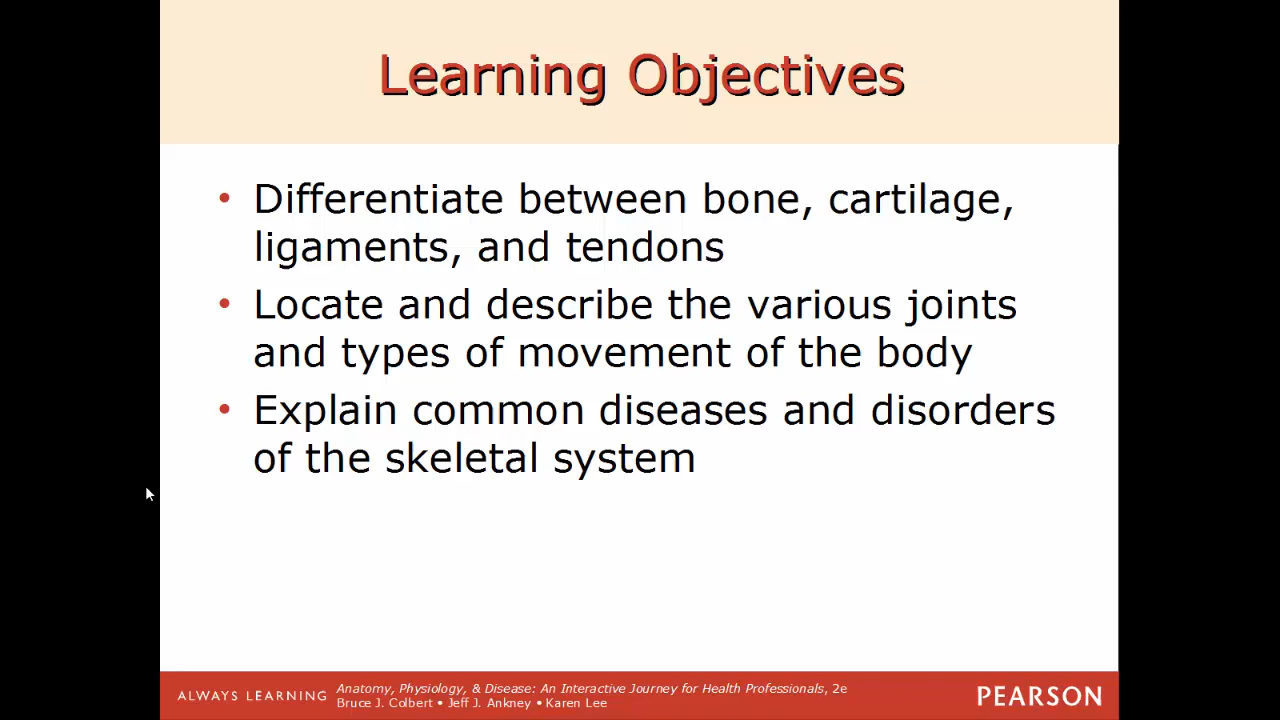 Learning Objectives
• Differentiate between bone, cartilage,
ligaments, and tendons
• Locate and describe the various joints
and types of movement of the body
• Explain common diseases and disorders
of the skeletal system
ALWAYS LEARNING
Anatomy, Physiology, & Disease: An Interactive Journey for Health Professionals, 2e
Bruce J. Colbert • Jeff J. Ankney • Karen Lee
PEARSON